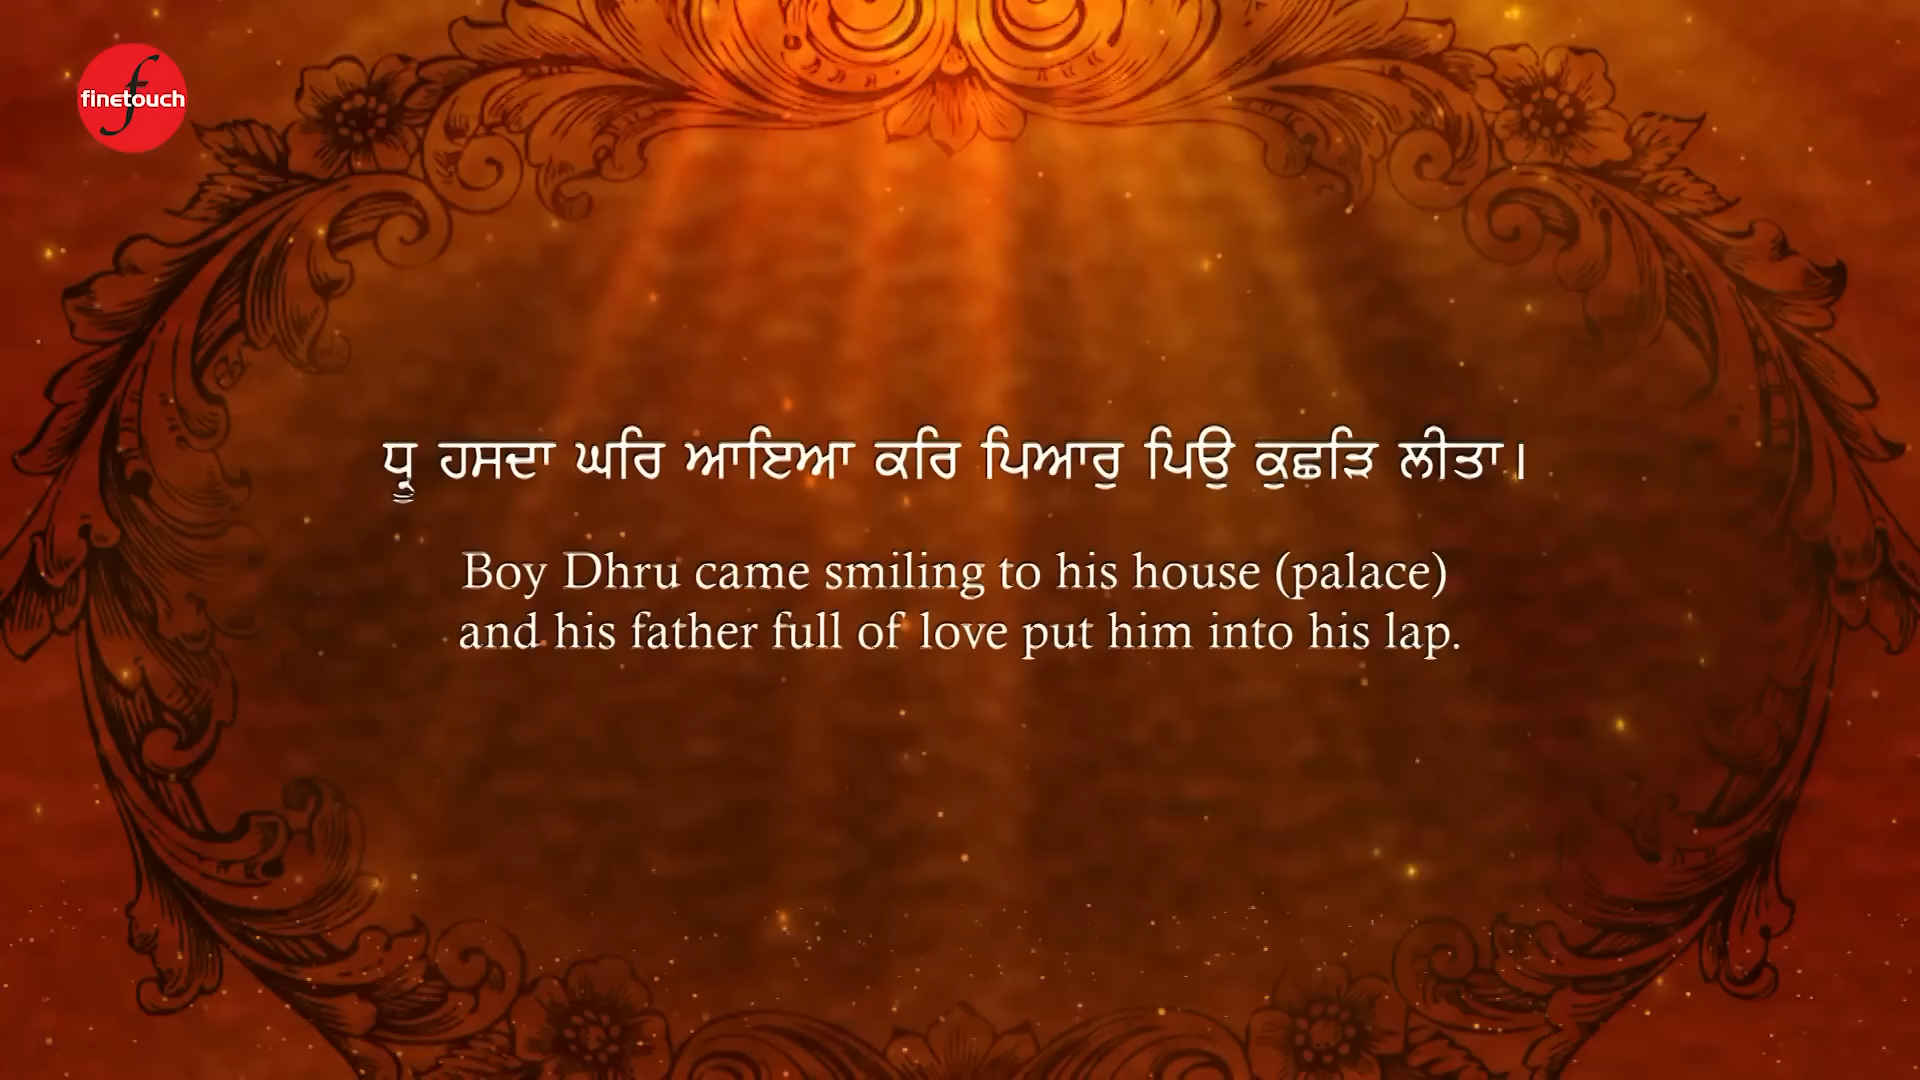 finetouch
ਧ੍ਰੂ ਹਸਦਾ ਘਰਿ ਆਇਆ ਕਰਿ ਪਿਆਰੁ ਪਿਉ ਕੁਛੜਿ ਲੀਤਾ।
Boy Dhru came smiling to his house (palace)
and his father full of love put him into his lap.